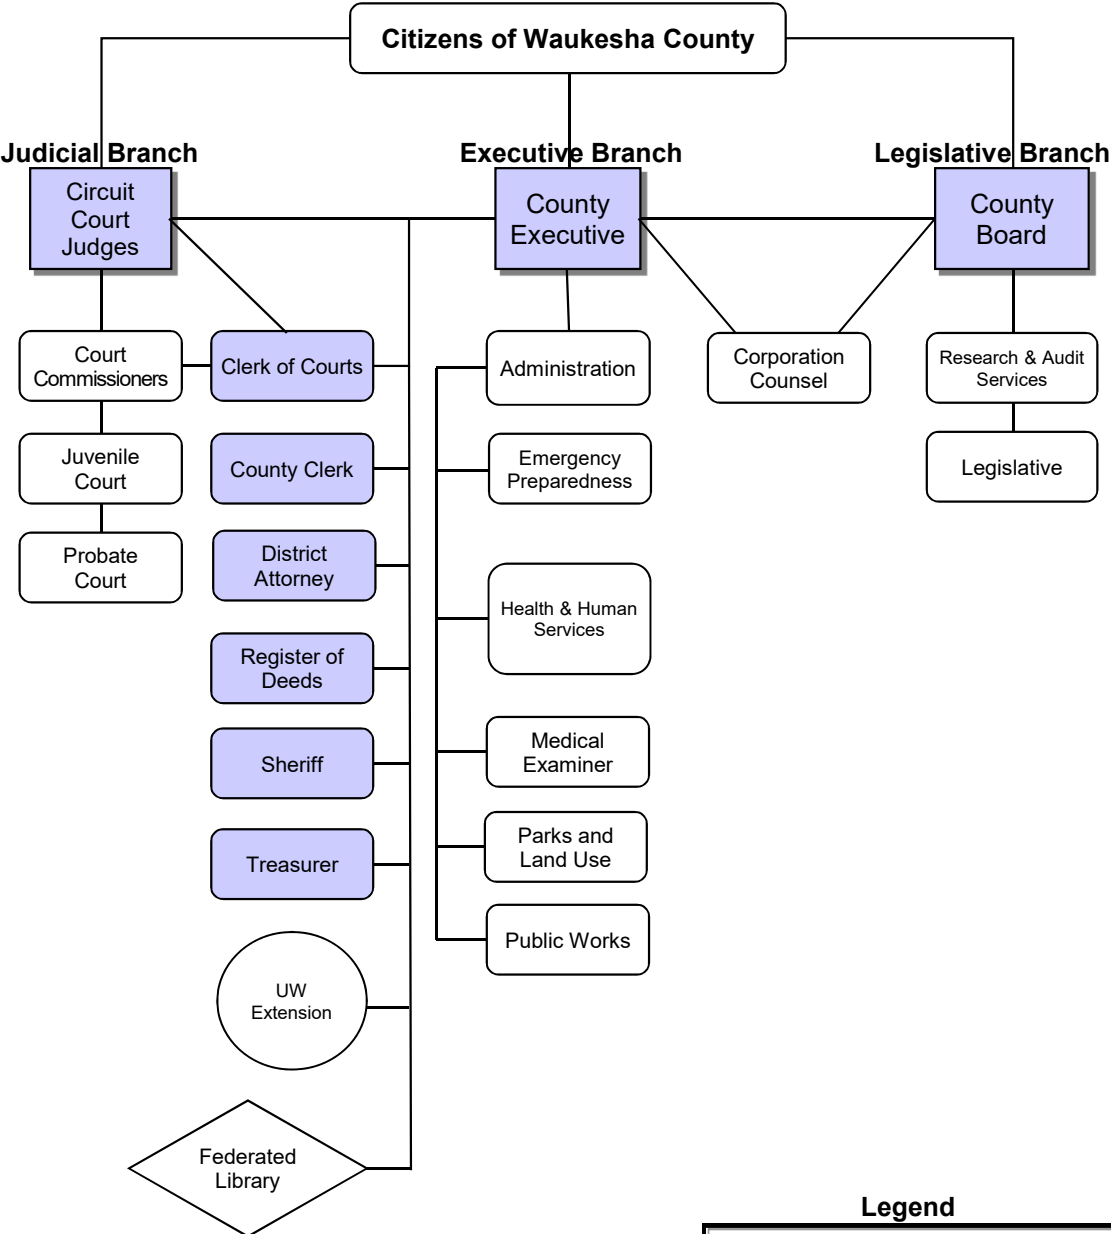 Citizens of Waukesha County
Judicial Branch
Executive Branch
Legislative Branch
Circuit
Court
Judges
County
Executive
County
Board
Court
Commissioners
Clerk of Courts
Administration
Corporation
Counsel
Research & Audit
Services
Juvenile
Court
County Clerk
Emergency
Preparedness
Legislative
Probate
Court
District
Attorney
Health & Human
Services
Register of
Deeds
Sheriff
Medical
Examiner
Treasurer
Parks and
Land Use
Public Works
UW
Extension
Federated
Library
Legend